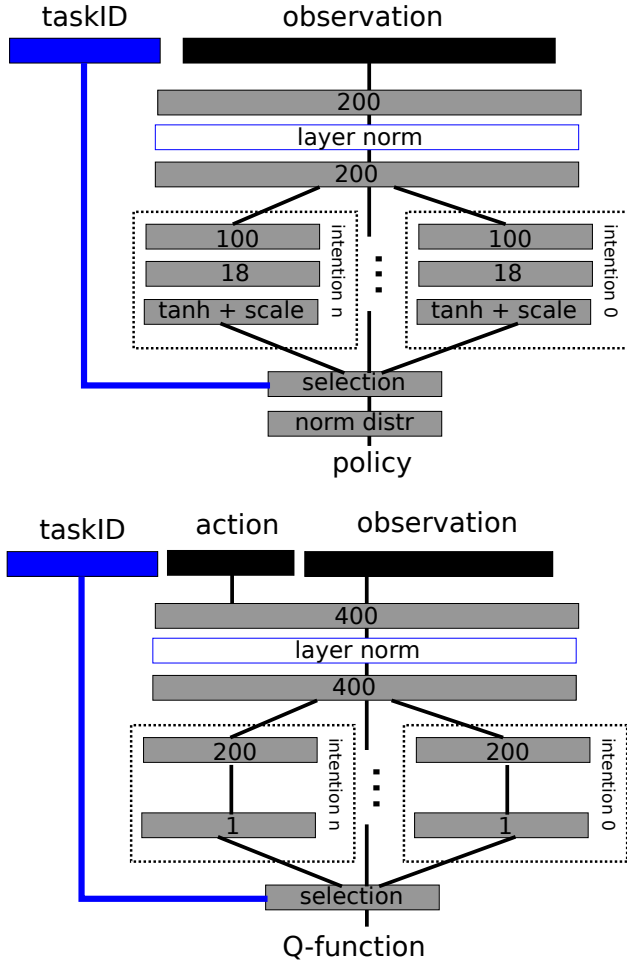 taskID observation
200
layer norm
200
100 intention n 100 intention 0
18 18
tanh + scale tanh + scale
selection
norm distr
policy
taskID action observation
400
layer norm
400
200 intention n 200 intention 0
1 1
selection
Q-function